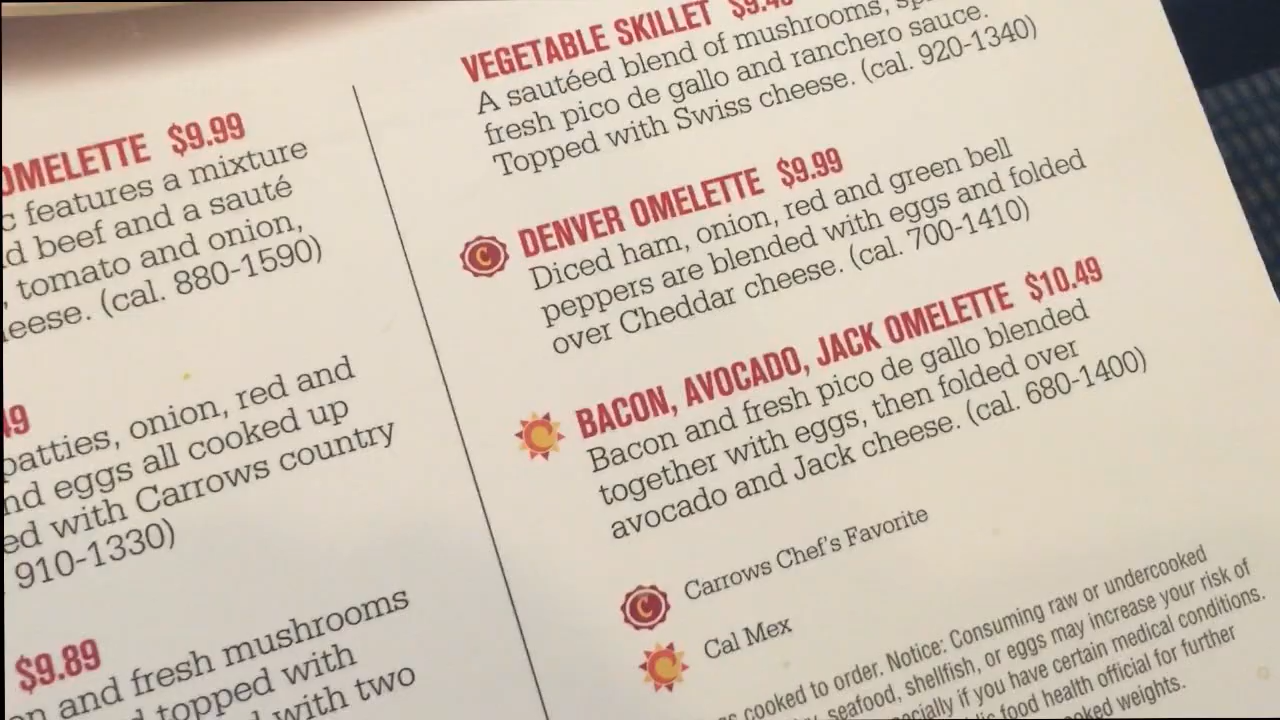 OMELETTE $9.99
features a mixture
beef and a sauté
, tomato and onion,
(cal. 880-1590)
patties, onion, red and
eggs all cooked up
with Carrows country
910-1330)
$9.89
and fresh mushrooms
topped with
with two
VEGETABLE SKILLET
A sautéed blend of mushrooms,
fresh pico de gallo and ranchero sauce.
Topped with Swiss cheese. (cal. 920-1340)
C DENVER OMELETTE $9.99
Diced ham, onion, red and green bell
peppers are blended with eggs and folded
over Cheddar cheese. (cal. 700-1410)
C BACON, AVOCADO, JACK OMELETTE $10.49
Bacon and fresh pico de gallo blended
together with eggs, then folded over
avocado and Jack cheese. (cal. 680-1400)
C Carrows Chef's Favorite
C Cal Mex
cooked to order. Notice: Consuming raw or undercooked
seafood, shellfish, or eggs may increase your risk of
if you have certain medical conditions.
food health official for further
weights.